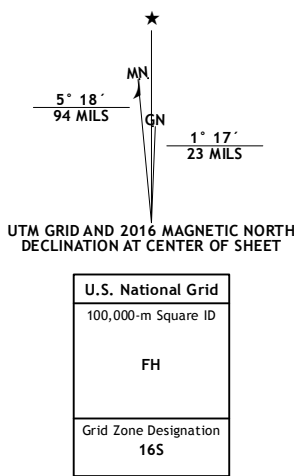 ★
MN
GN
5° 18´
94 MILS
1° 17´
23 MILS
UTM GRID AND 2016 MAGNETIC NORTH
DECLINATION AT CENTER OF SHEET
U.S. National Grid
100,000-m Square ID
FH
Grid Zone Designation
16S